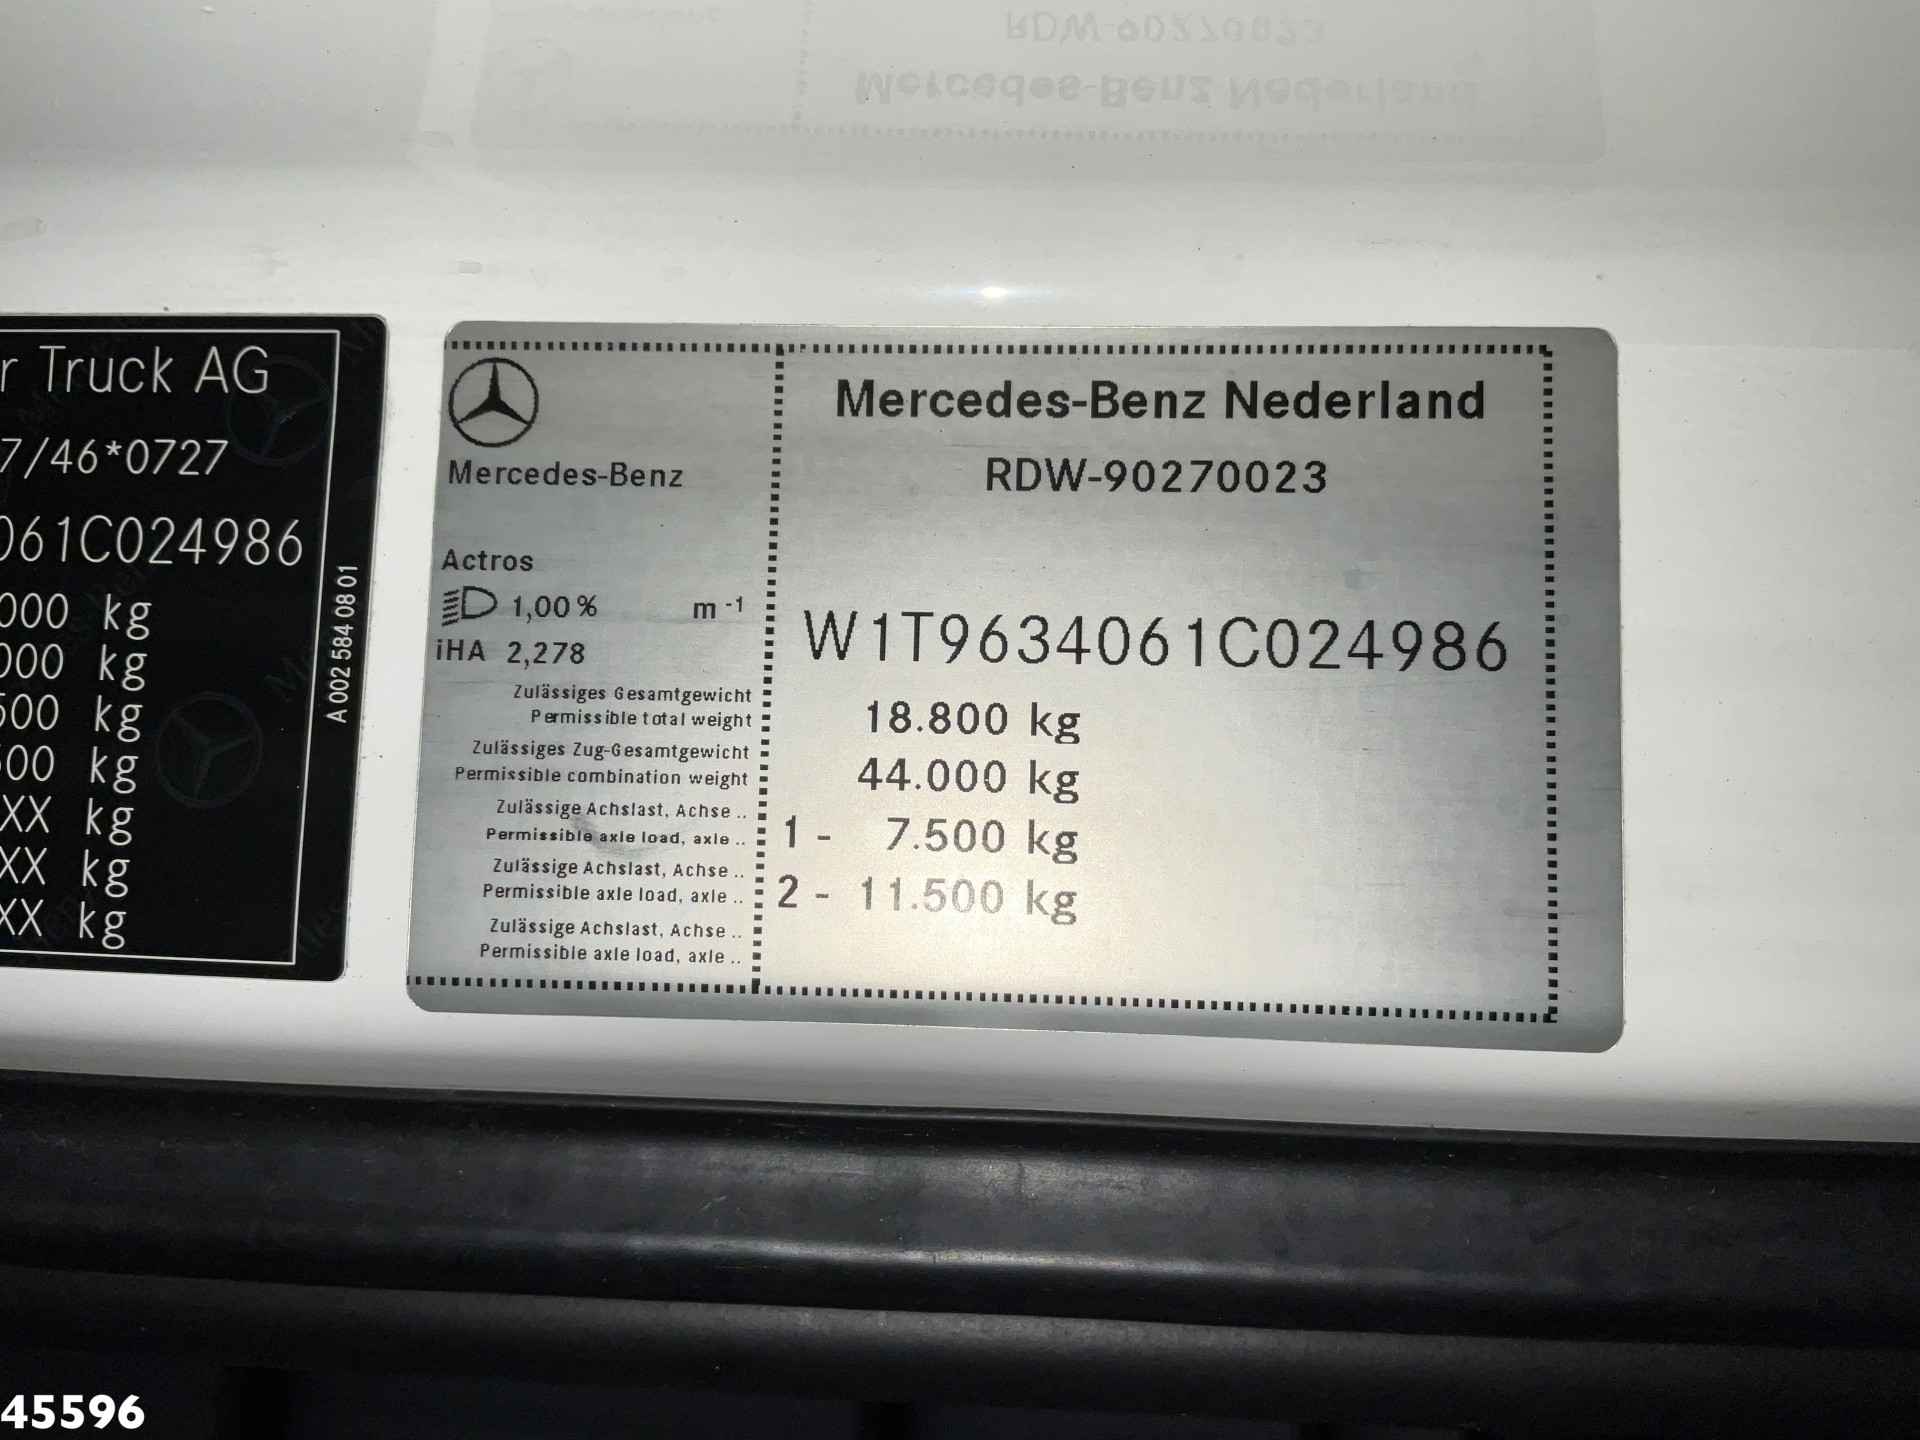 r Truck AG
7/46*0727
061C024986
000 kg
000 kg
500 kg
500 kg
XX kg
XX kg
XX kg
A 002 584 08 01
Mercedes-Benz
Actros
1,00% m⁻¹
iHA 2,278
Zulässiges Gesamtgewicht
Permissible total weight
Zulässiges Zug-Gesamtgewicht
Permissible combination weight
Zulässige Achslast, Achse ..
Permissible axle load, axle ..
Zulässige Achslast, Achse ..
Permissible axle load, axle ..
Zulässige Achslast, Achse ..
Permissible axle load, axle ..
Mercedes-Benz Nederland
RDW-90270023
W1T9634061C024986
18.800 kg
44.000 kg
1 - 7.500 kg
2 - 11.500 kg
45596